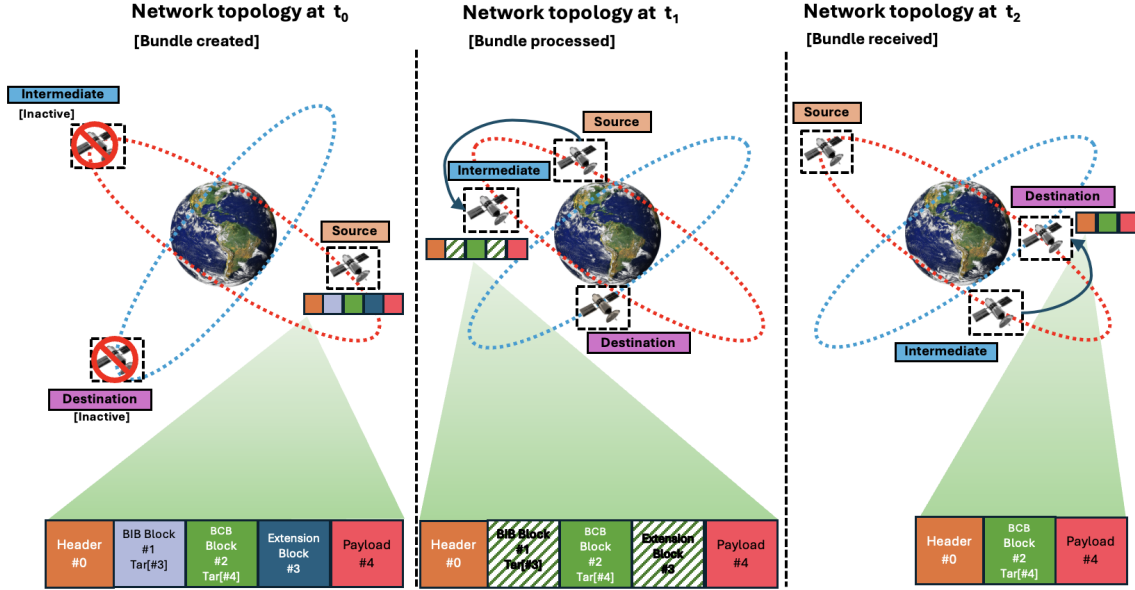 Network topology at t0
[Bundle created]
Intermediate
[Inactive]
Source
Destination
[Inactive]
Header
#0
BIB Block
#1
Tar[#3]
BCB
Block
#2
Tar[#4]
Extension
Block
#3
Payload
#4
Network topology at t1
[Bundle processed]
Source
Intermediate
Destination
Header
#0
BIB Block
#1
Tar[#3]
BCB
Block
#2
Tar[#4]
Extension
Block
#3
Payload
#4
Network topology at t2
[Bundle received]
Source
Destination
Intermediate
Header
#0
BCB
Block
#2
Tar[#4]
Payload
#4